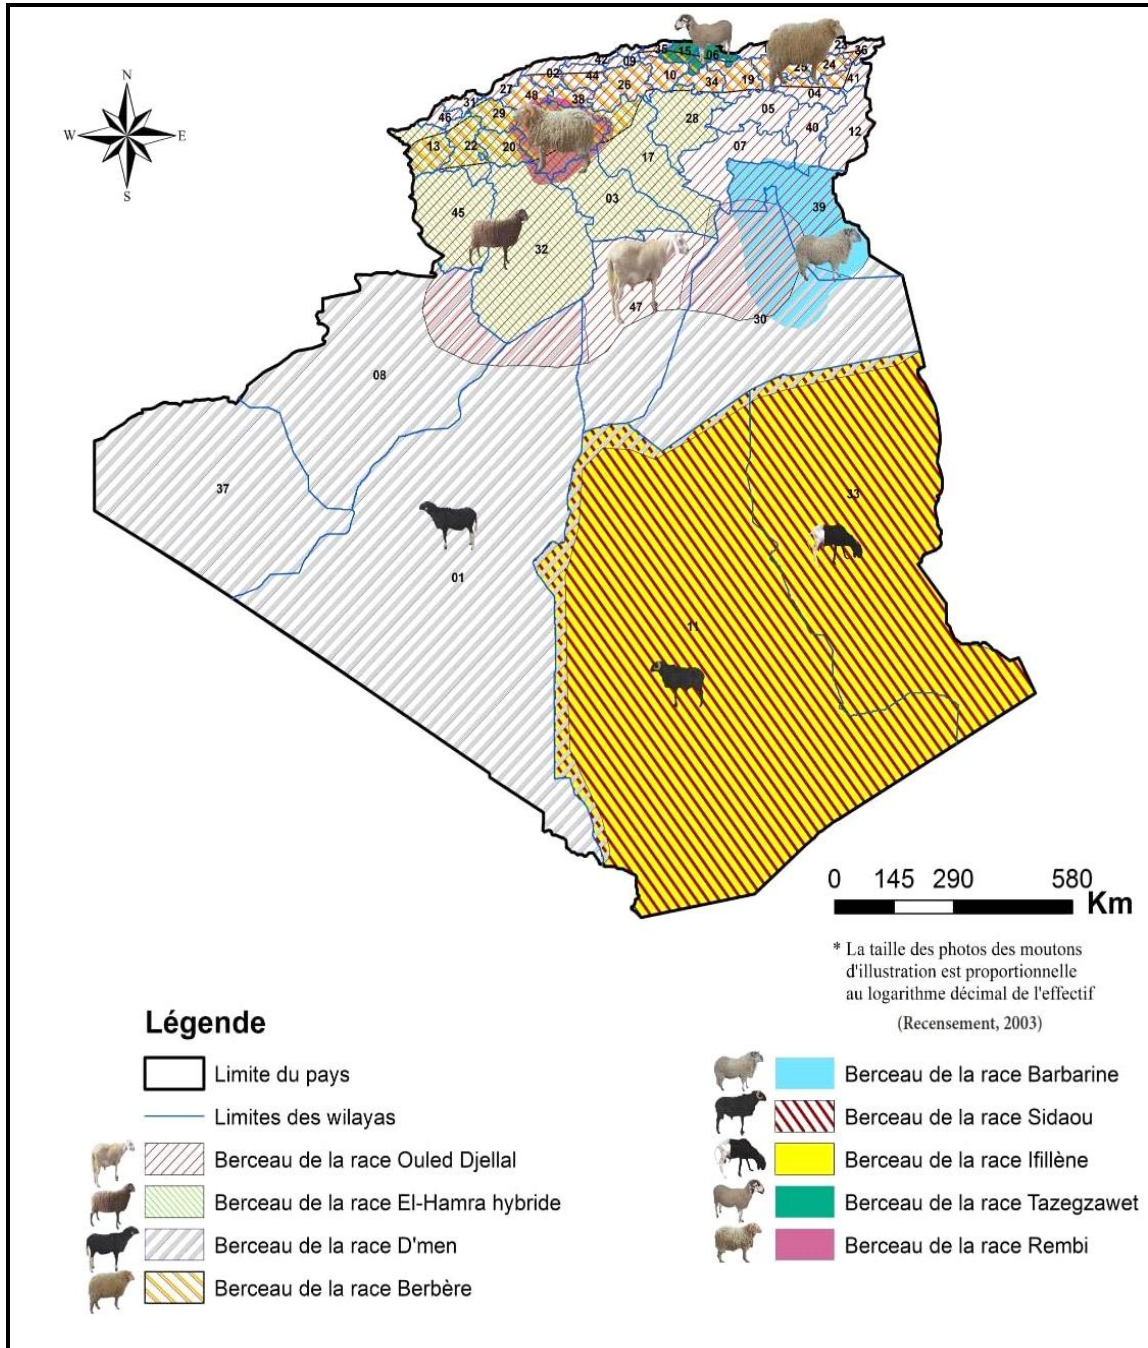 N
W
E
S
35
15
06
23
36
42
09
25
24
02
44
10
34
19
41
27
26
04
31
48
38
46
29
28
05
40
12
13
22
20
17
07
45
03
39
32
47
30
08
37
33
01
11
0 145 290 580
Km
* La taille des photos des moutons
d'illustration est proportionnelle
au logarithme décimal de l'effectif
(Recensement, 2003)
Légende
Limite du pays
Limites des wilayas
Berceau de la race Ouled Djellal
Berceau de la race El-Hamra hybride
Berceau de la race D'men
Berceau de la race Berbère
Berceau de la race Barbarine
Berceau de la race Sidaou
Berceau de la race Ifillène
Berceau de la race Tazegzawet
Berceau de la race Rembi